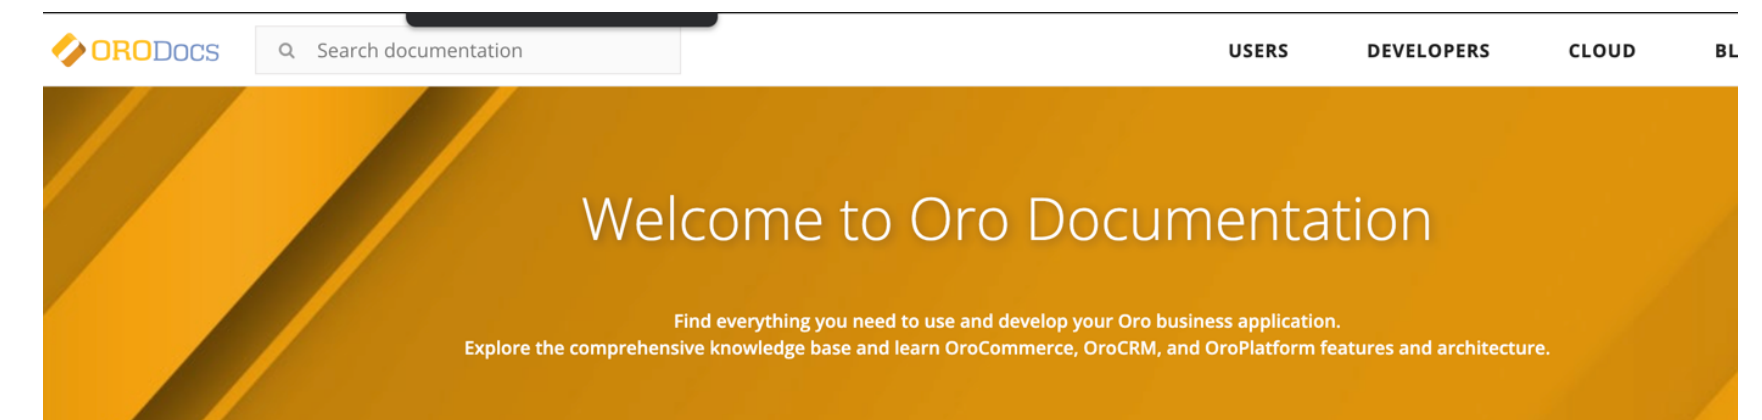 ORODOCS
Search documentation
USERS
DEVELOPERS
CLOUD
BL
Welcome to Oro Documentation
Find everything you need to use and develop your Oro business application.
Explore the comprehensive knowledge base and learn OroCommerce, OroCRM, and OroPlatform features and architecture.